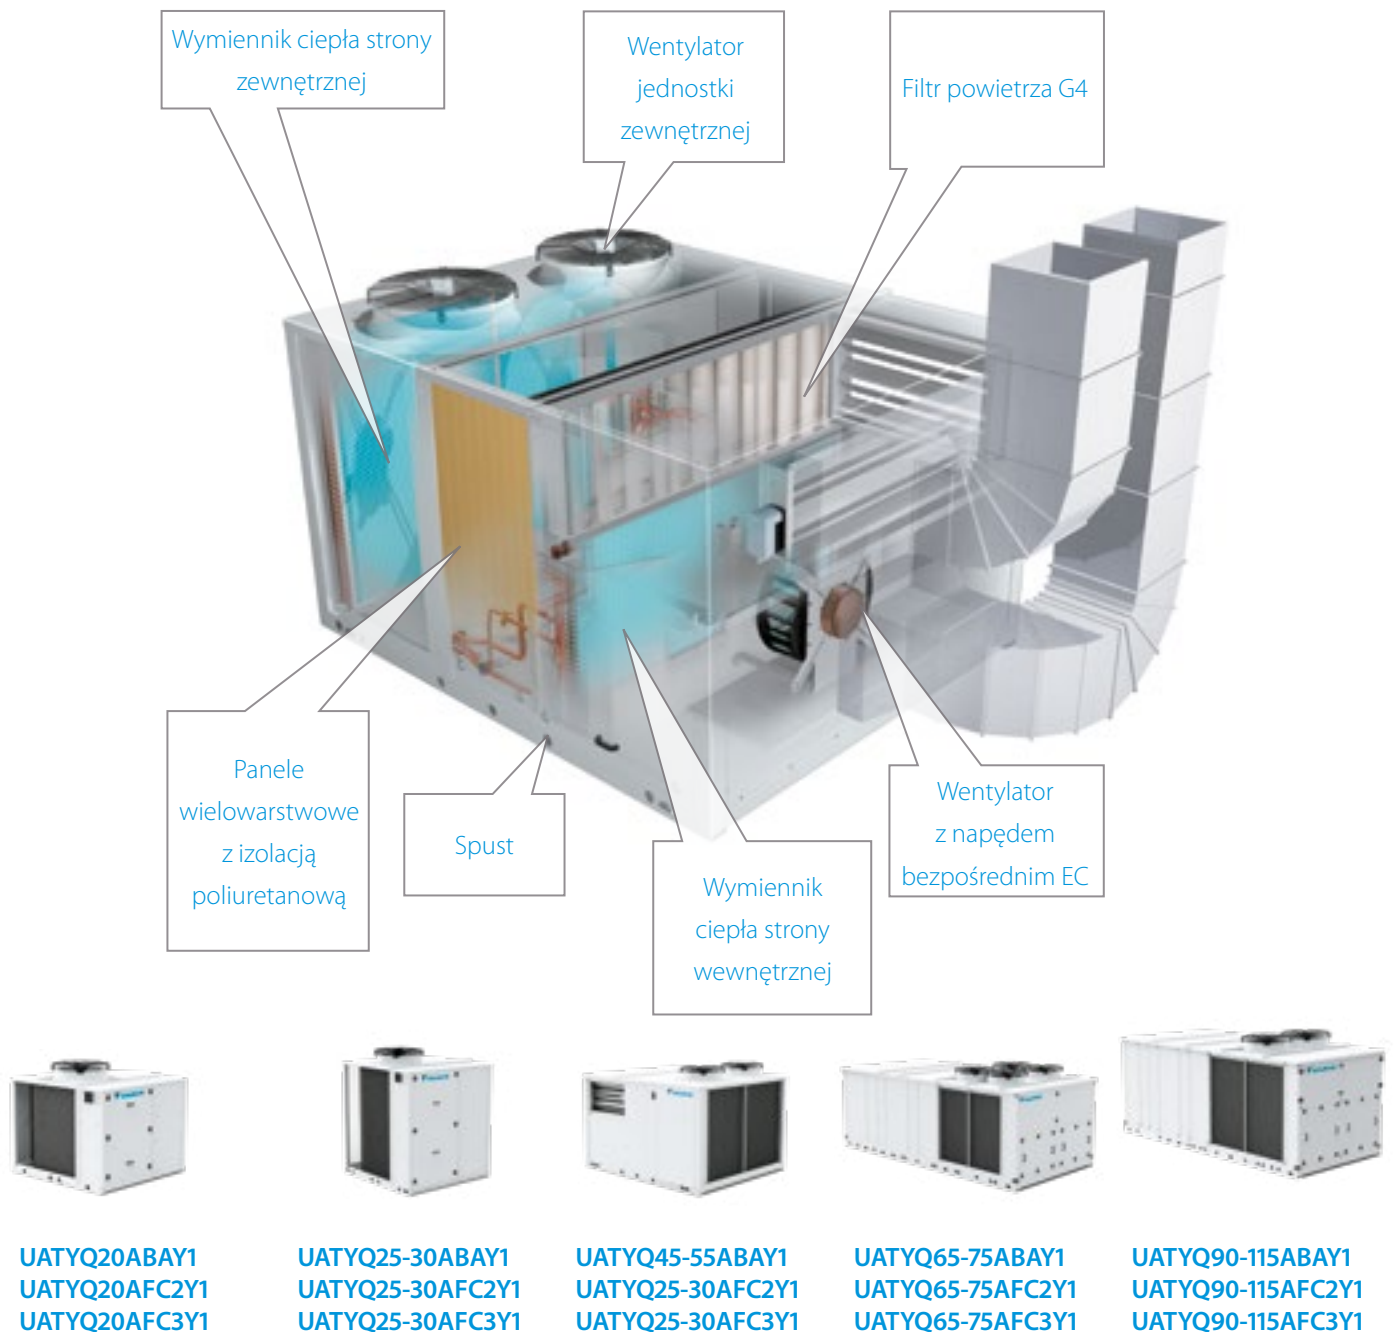 Wymiennik ciepła strony
zewnętrznej
Wentylator
jednostki
zewnętrznej
Filtr powietrza G4
Panele
wielowarstwowe
z izolacją
poliuretanową
Spust
Wymiennik
ciepła strony
wewnętrznej
Wentylator
z napędem
bezpośrednim EC
UATYQ20ABAY1
UATYQ20AFC2Y1
UATYQ20AFC3Y1
UATYQ25-30ABAY1
UATYQ25-30AFC2Y1
UATYQ25-30AFC3Y1
UATYQ45-55ABAY1
UATYQ25-30AFC2Y1
UATYQ25-30AFC3Y1
UATYQ65-75ABAY1
UATYQ65-75AFC2Y1
UATYQ65-75AFC3Y1
UATYQ90-115ABAY1
UATYQ90-115AFC2Y1
UATYQ90-115AFC3Y1